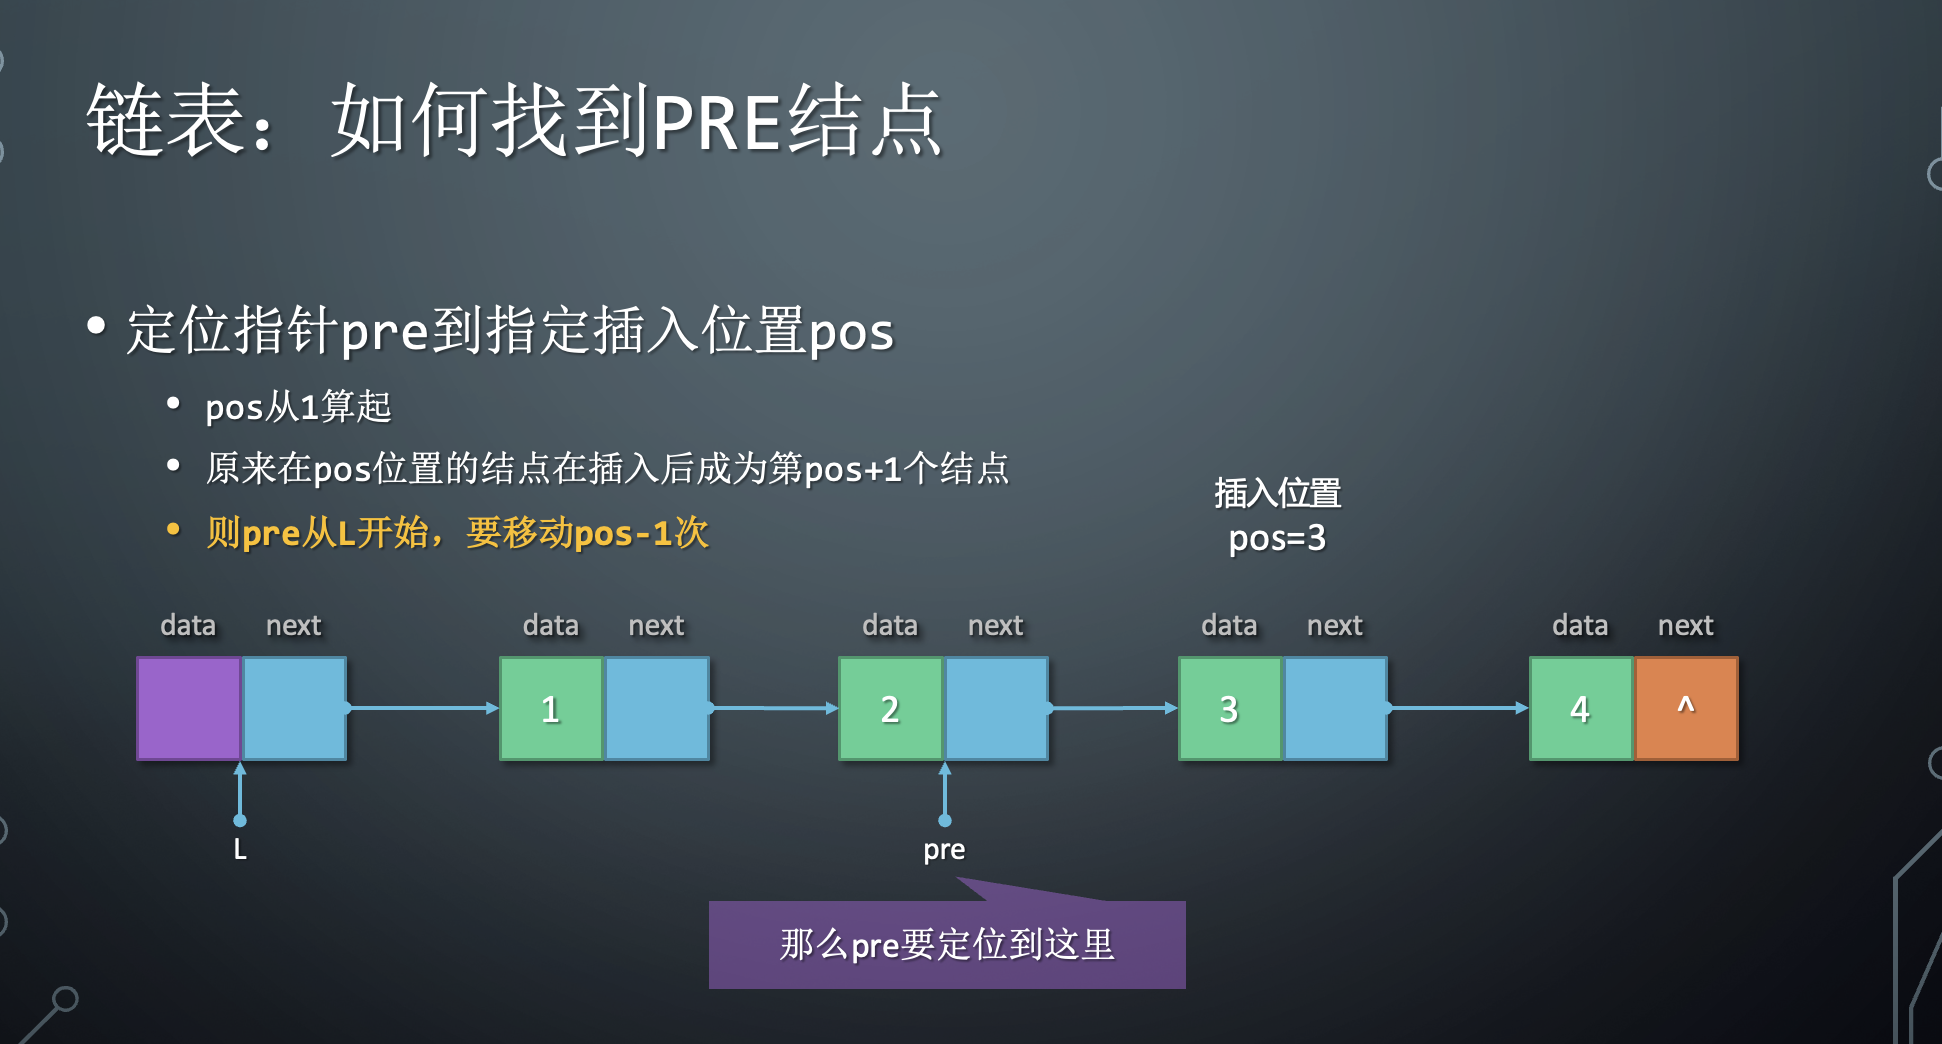 链表：如何找到PRE结点
• 定位指针pre到指定插入位置pos
• pos从1算起
• 原来在pos位置的结点在插入后成为第pos+1个结点
• 则pre从L开始，要移动pos-1次
插入位置
pos=3
data next data next data next data next data next
1 2 3 4 ^
L pre
那么pre要定位到这里